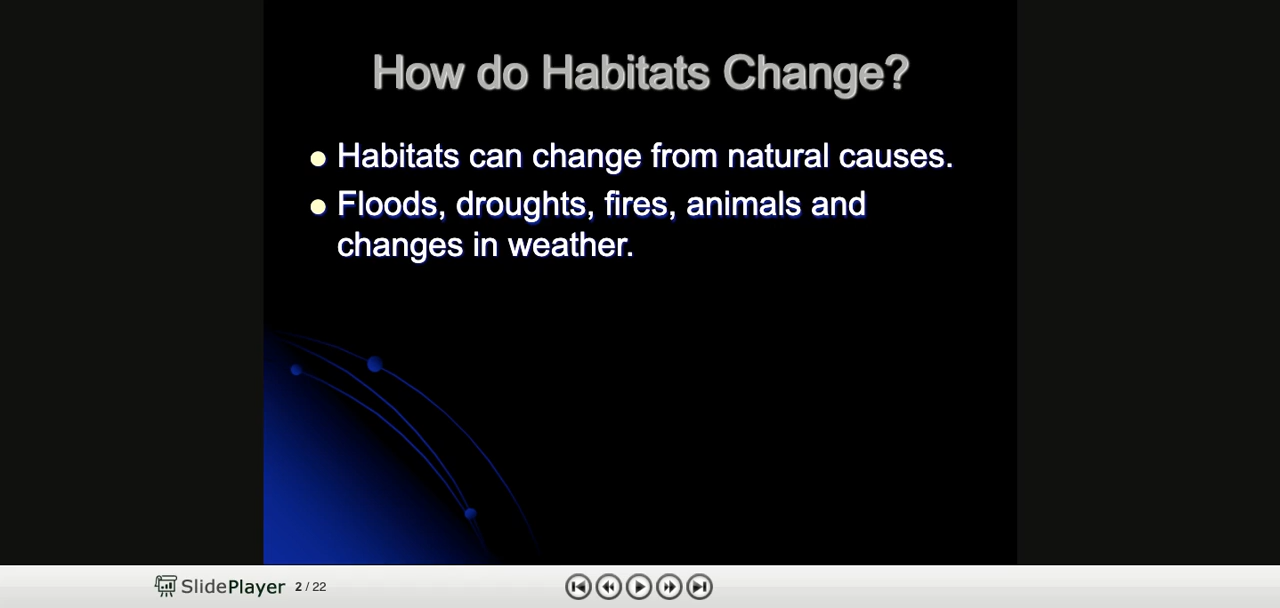 How do Habitats Change?
Habitats can change from natural causes.
Floods, droughts, fires, animals and
changes in weather.
SlidePlayer 2 / 22